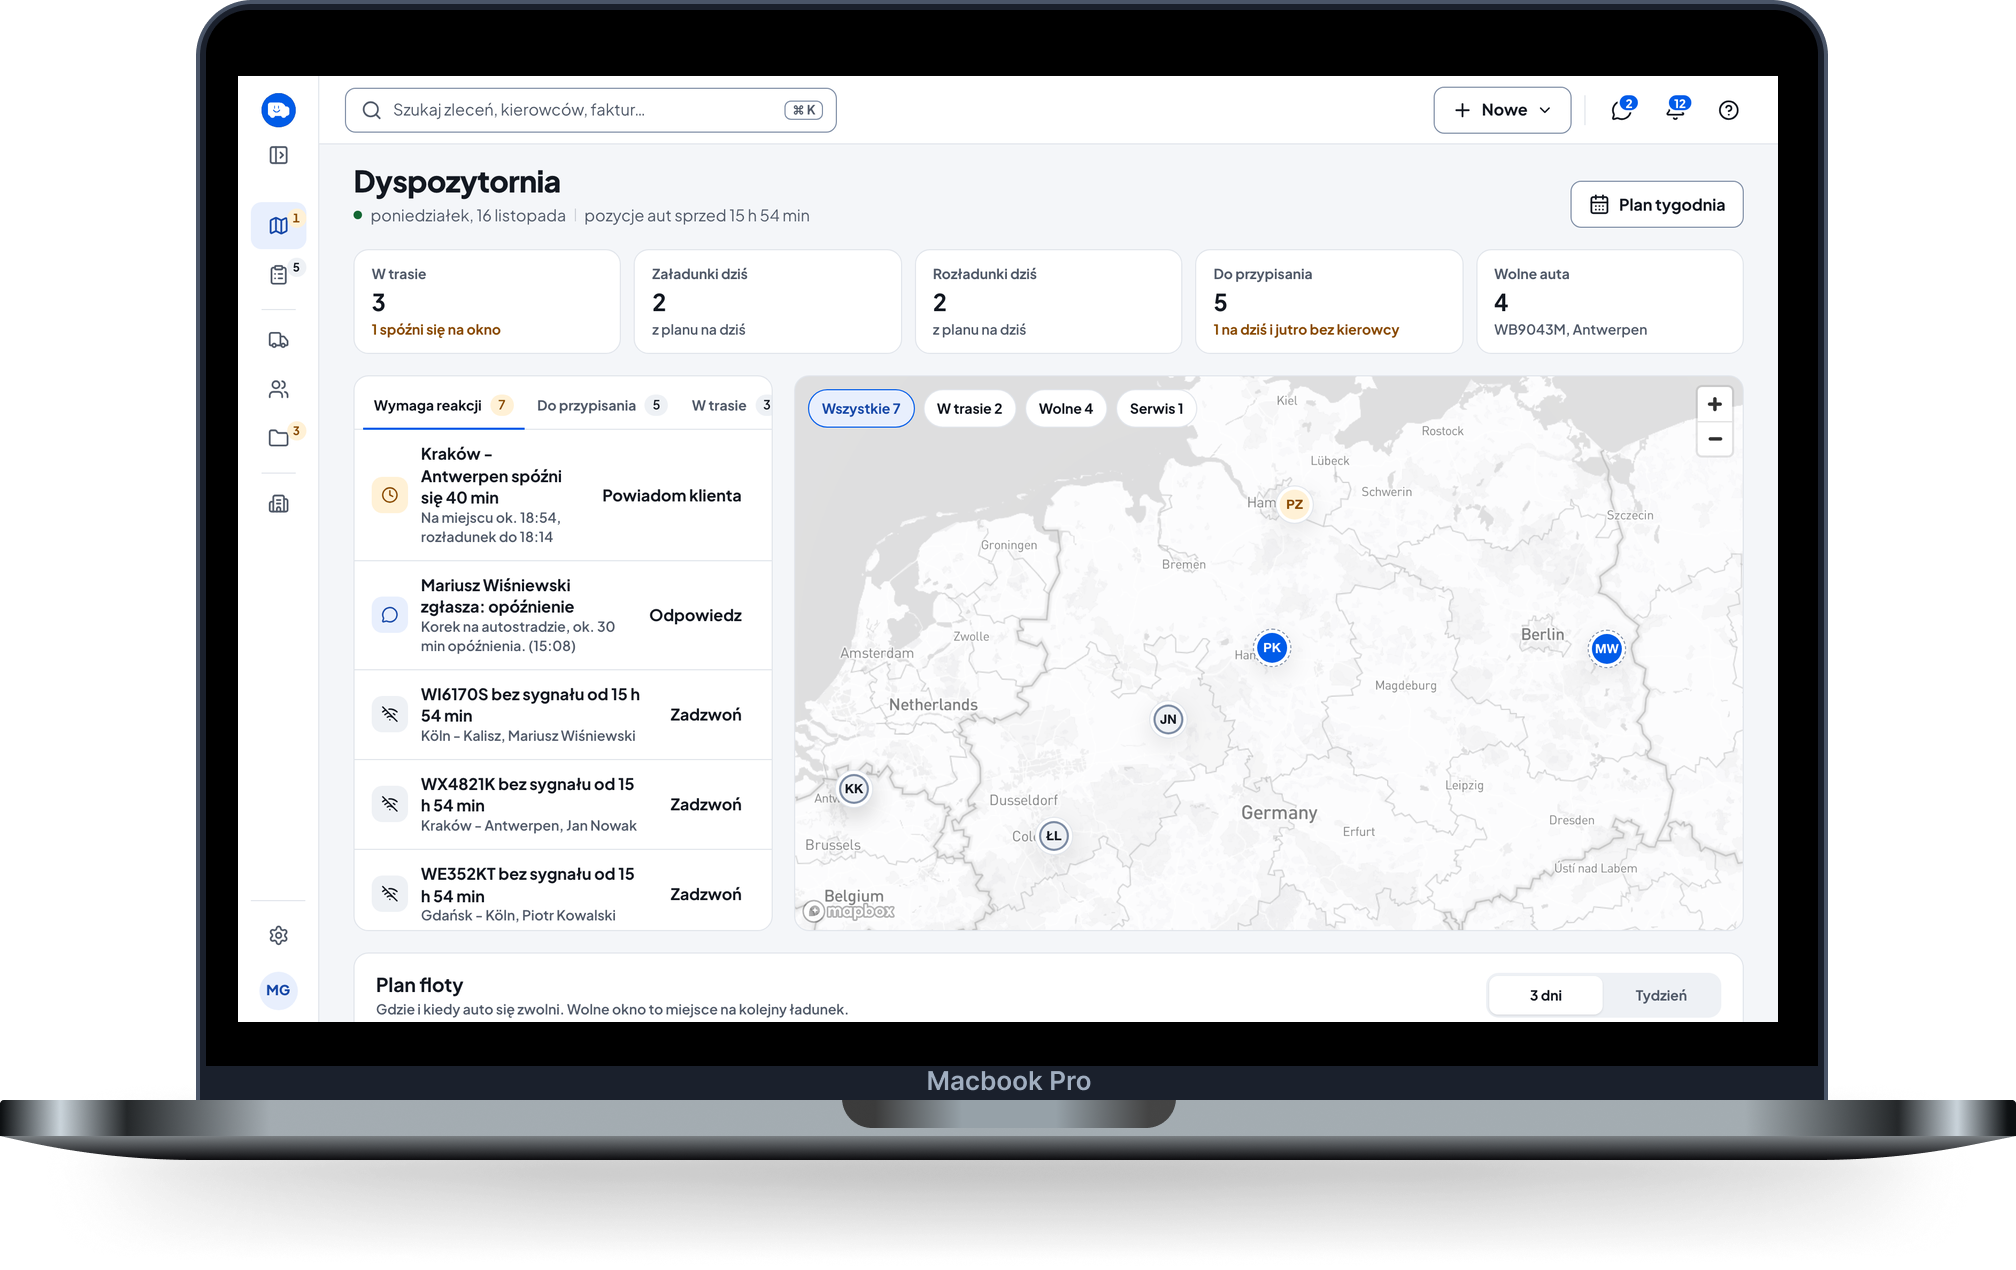 Szukaj zleceń, kierowców, faktur...
⌘ K
+ Nowe
2
12
1
5
3
MG
Dyspozytornia
poniedziałek, 16 listopada | pozycje aut sprzed 15 h 54 min
Plan tygodnia
W trasie
3
1 spóźni się na okno
Załadunki dziś
2
z planu na dziś
Rozładunki dziś
2
z planu na dziś
Do przypisania
5
1 na dziś i jutro bez kierowcy
Wolne auta
4
WB9043M, Antwerpen
Wymaga reakcji 7
Do przypisania 5
W trasie 3
Kraków –
Antwerpen spóźni
się 40 min
Na miejscu ok. 18:54,
rozładunek do 18:14
Powiadom klienta
Mariusz Wiśniewski
zgłasza: opóźnienie
Korek na autostradzie, ok. 30
min opóźnienia. (15:08)
Odpowiedz
WI6170S bez sygnału od 15 h
54 min
Köln – Kalisz, Mariusz Wiśniewski
Zadzwoń
WX4821K bez sygnału od 15
h 54 min
Kraków – Antwerpen, Jan Nowak
Zadzwoń
WE352KT bez sygnału od 15
h 54 min
Gdańsk – Köln, Piotr Kowalski
Zadzwoń
Wszystkie 7
W trasie 2
Wolne 4
Serwis 1
+
−
Kiel
Rostock
Lübeck
Schwerin
Ham
PZ
Szczecin
Groningen
Bremen
Zwolle
Amsterdam
Han
PK
Berlin
MW
Magdeburg
Netherlands
JN
KK
Antw
Dusseldorf
Leipzig
Germany
Col
ŁL
Erfurt
Dresden
Brussels
Ústí nad Labem
Belgium
mapbox
Plan floty
Gdzie i kiedy auto się zwolni. Wolne okno to miejsce na kolejny ładunek.
3 dni
Tydzień
Macbook Pro